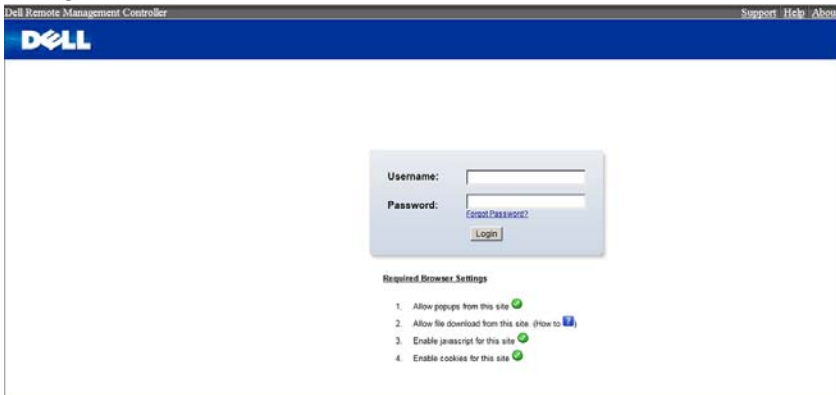 Dell Remote Management Controller
Support Help Abou
DELL
Username:
Password:
Forgot Password?
Login
Required Browser Settings
1. Allow popups from this site
2. Allow file download from this site. (How to ?)
3. Enable javascript for this site
4. Enable cookies for this site